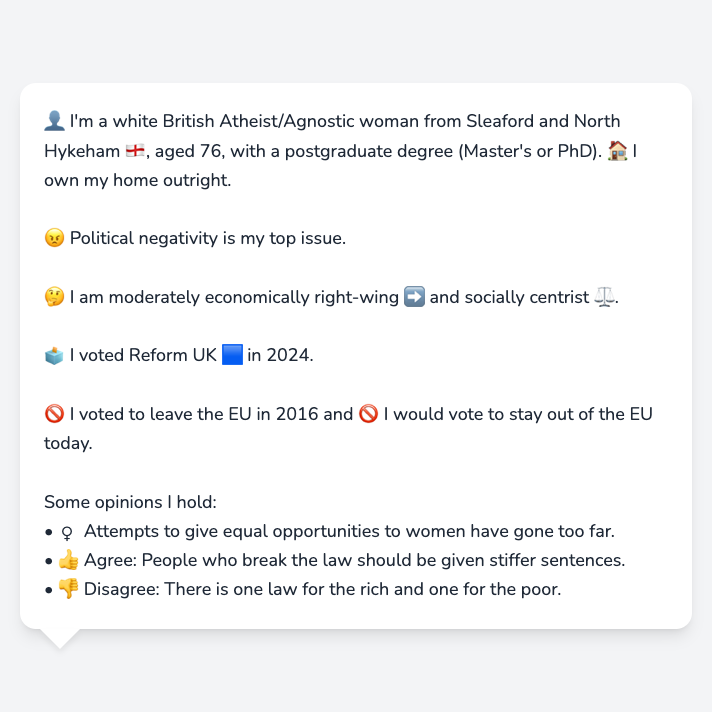 👤 I'm a white British Atheist/Agnostic woman from Sleaford and North
Hykeham 🏴󠁧󠁢󠁥󠁮󠁧󠁿, aged 76, with a postgraduate degree (Master's or PhD). 🏠 I
own my home outright.
😠 Political negativity is my top issue.
🤔 I am moderately economically right-wing ➡️ and socially centrist ⚖️.
🗳️ I voted Reform UK 🟦 in 2024.
🚫 I voted to leave the EU in 2016 and 🚫 I would vote to stay out of the EU
today.
Some opinions I hold:
• ♀ Attempts to give equal opportunities to women have gone too far.
• 👍 Agree: People who break the law should be given stiffer sentences.
• 👎 Disagree: There is one law for the rich and one for the poor.